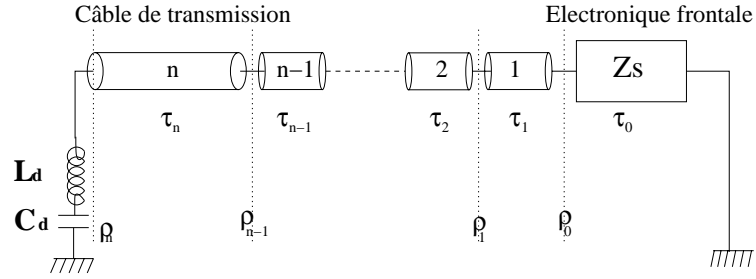 Câble de transmission
Electronique frontale
n
n−1
2
1
Zs
τn
τn−1
τ2
τ1
τ0
Ld
Cd
ρn
ρn−1
ρ1
ρ0